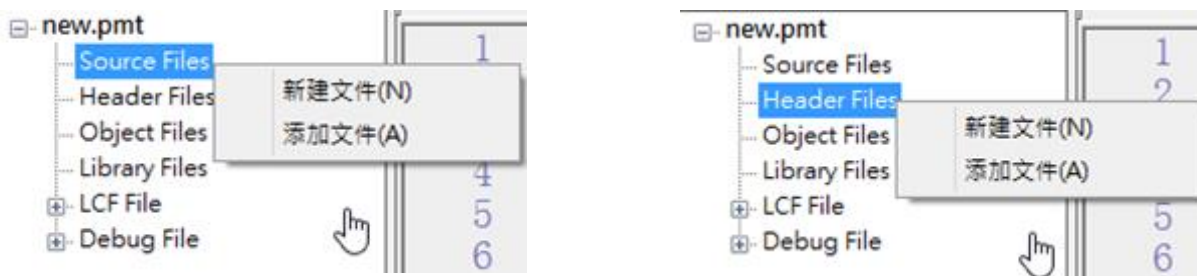 new.pmt
Source Files
Header Files
Object Files
Library Files
LCF File
Debug File
新建文件(N)
添加文件(A)
1
4
5
6
new.pmt
Source Files
Header Files
Object Files
Library Files
LCF File
Debug File
新建文件(N)
添加文件(A)
1
2
5
6